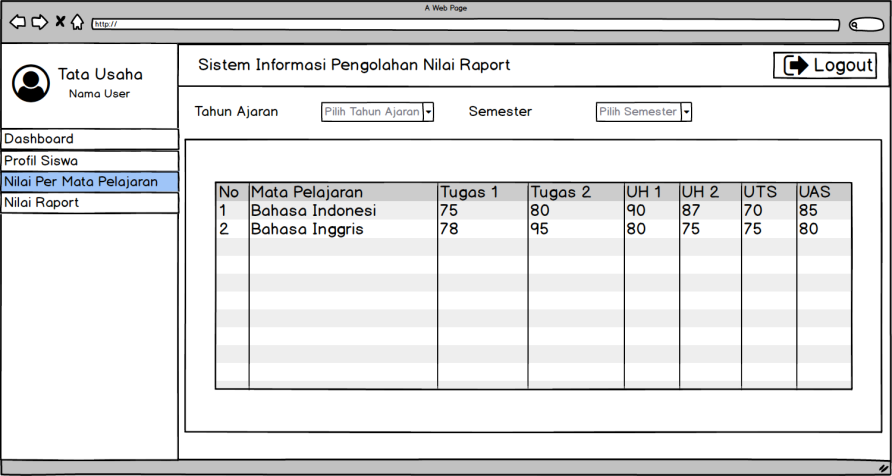 A Web Page
http://
Tata Usaha
Nama User
Sistem Informasi Pengolahan Nilai Raport
Logout
Tahun Ajaran Pilih Tahun Ajaran Semester Pilih Semester
Dashboard
Profil Siswa
Nilai Per Mata Pelajaran
Nilai Raport
No Mata Pelajaran Tugas 1 Tugas 2 UH 1 UH 2 UTS UAS
1 Bahasa Indonesi 75 80 90 87 70 85
2 Bahasa Inggris 78 95 80 75 75 80